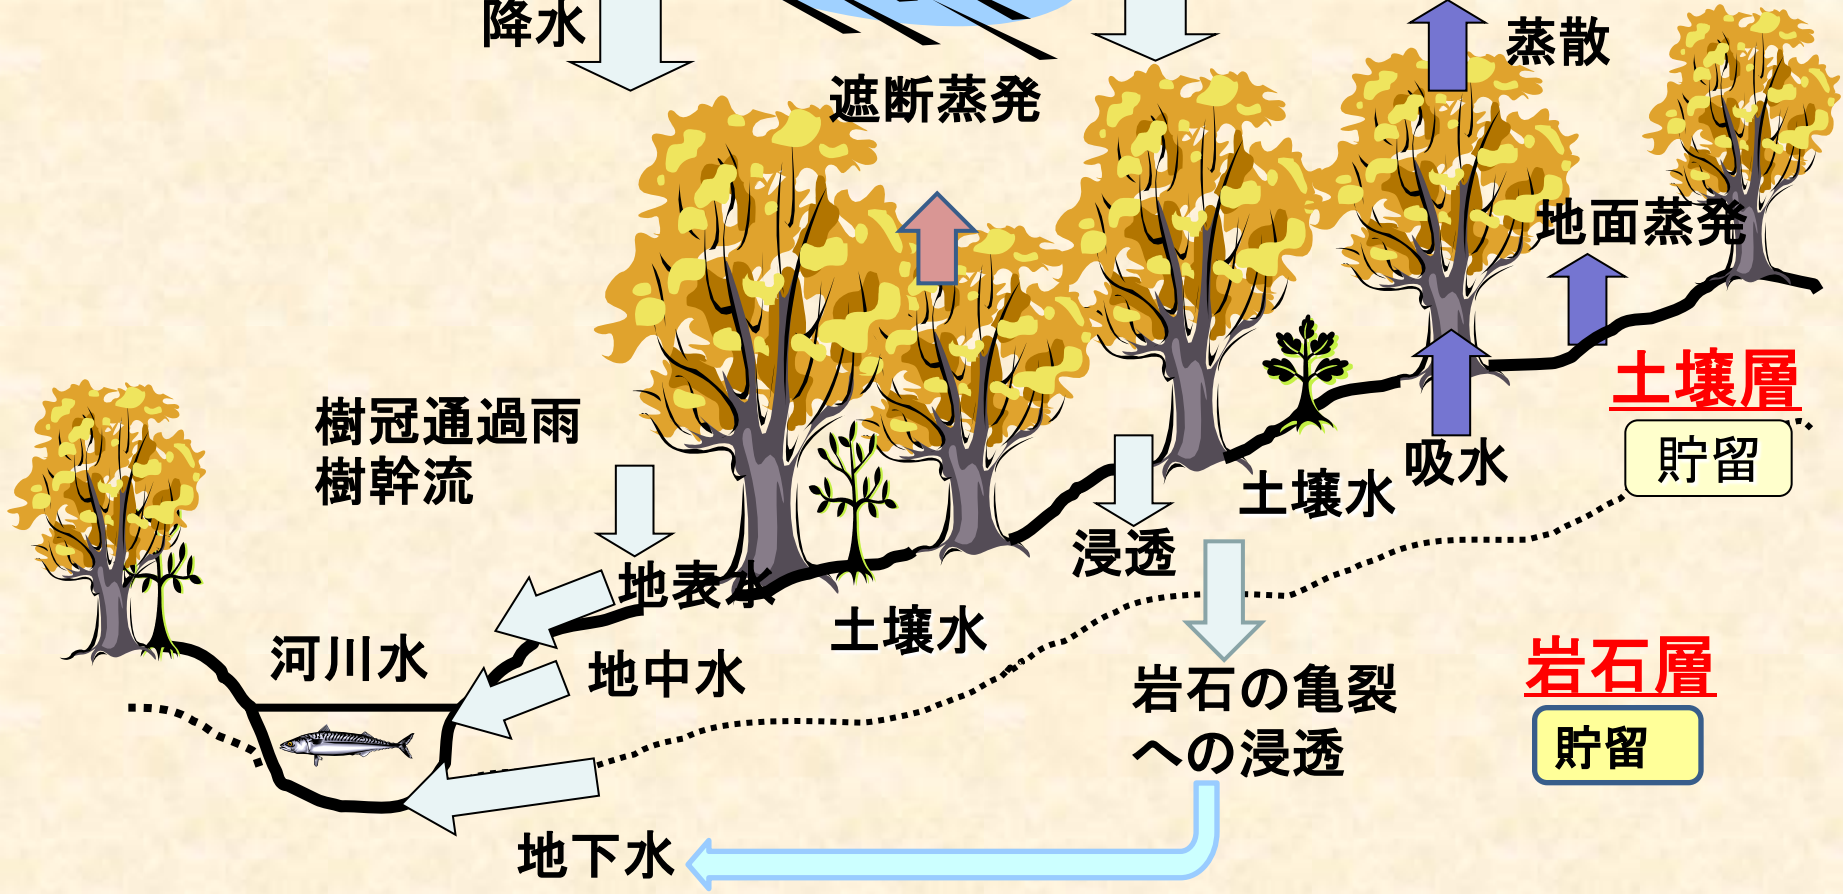 降水
蒸散
遮断蒸発
地面蒸発
土壌層
貯留
樹冠通過雨
樹幹流
吸水
土壌水
浸透
地表水
土壌水
河川水
地中水
岩石層
貯留
岩石の亀裂
への浸透
地下水